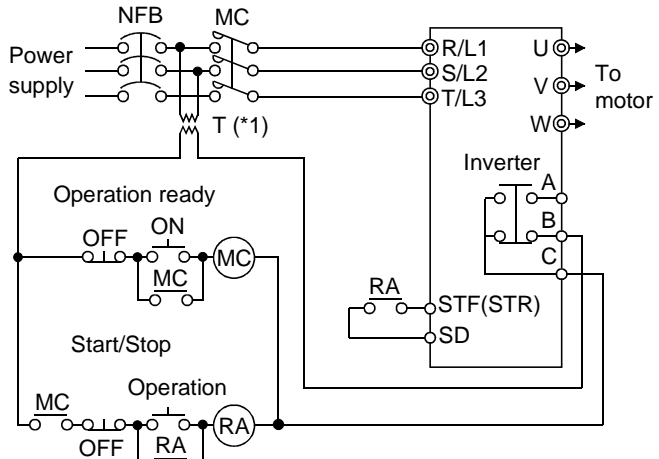 NFB
MC
Power
supply
R/L1
S/L2
T/L3
U
V
W
To
motor
T (*1)
Inverter
A
B
C
Operation ready
OFF
ON
MC
MC
RA
STF(STR)
SD
Start/Stop
Operation
MC
OFF
RA
RA